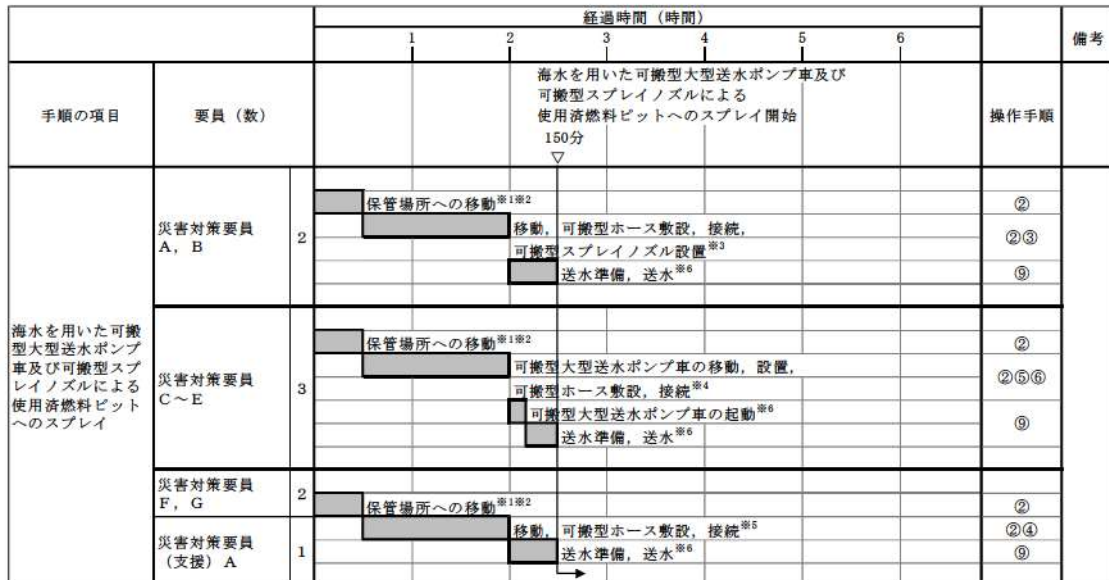 経過時間（時間）
備考
1 2 3 4 5 6
手順の項目
要員（数）
海水を用いた可搬型大型送水ポンプ車及び
可搬型スプレイノズルによる
使用済燃料ピットへのスプレイ開始
150分
▽
操作手順
海水を用いた可搬
型大型送水ポンプ
車及び可搬型スプ
レイノズルによる
使用済燃料ピット
へのスプレイ
災害対策要員
A，B
2
保管場所への移動※1※2
②
移動，可搬型ホース敷設，接続，
可搬型スプレイノズル設置※3
②③
送水準備，送水※6
⑨
災害対策要員
C～E
3
保管場所への移動※1※2
②
可搬型大型送水ポンプ車の移動，設置，
可搬型ホース敷設，接続※4
②⑤⑥
可搬型大型送水ポンプ車の起動※6
送水準備，送水※6
⑨
災害対策要員
F，G
2
保管場所への移動※1※2
②
災害対策要員
（支援）A
1
移動，可搬型ホース敷設，接続※5
②④
送水準備，送水※6
⑨